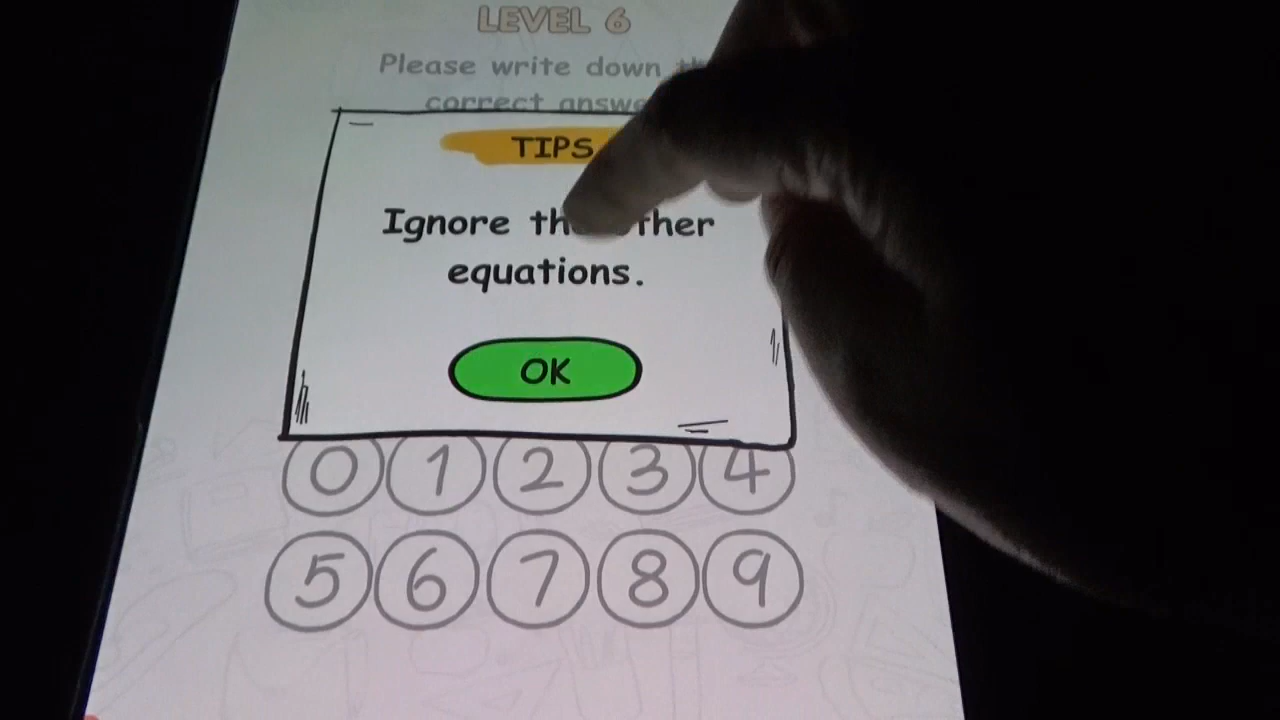 LEVEL 6
Please write down
correct
TIPS
Ignore
equations.
OK
0 1 2 3 4
5 6 7 8 9